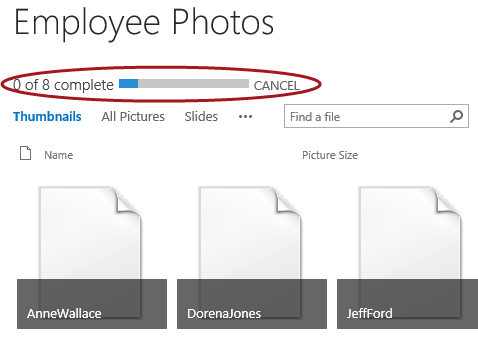 Employee Photos
0 of 8 complete CANCEL
Thumbnails All Pictures Slides ••• Find a file
Name Picture Size
AnneWallace DorenaJones JeffFord